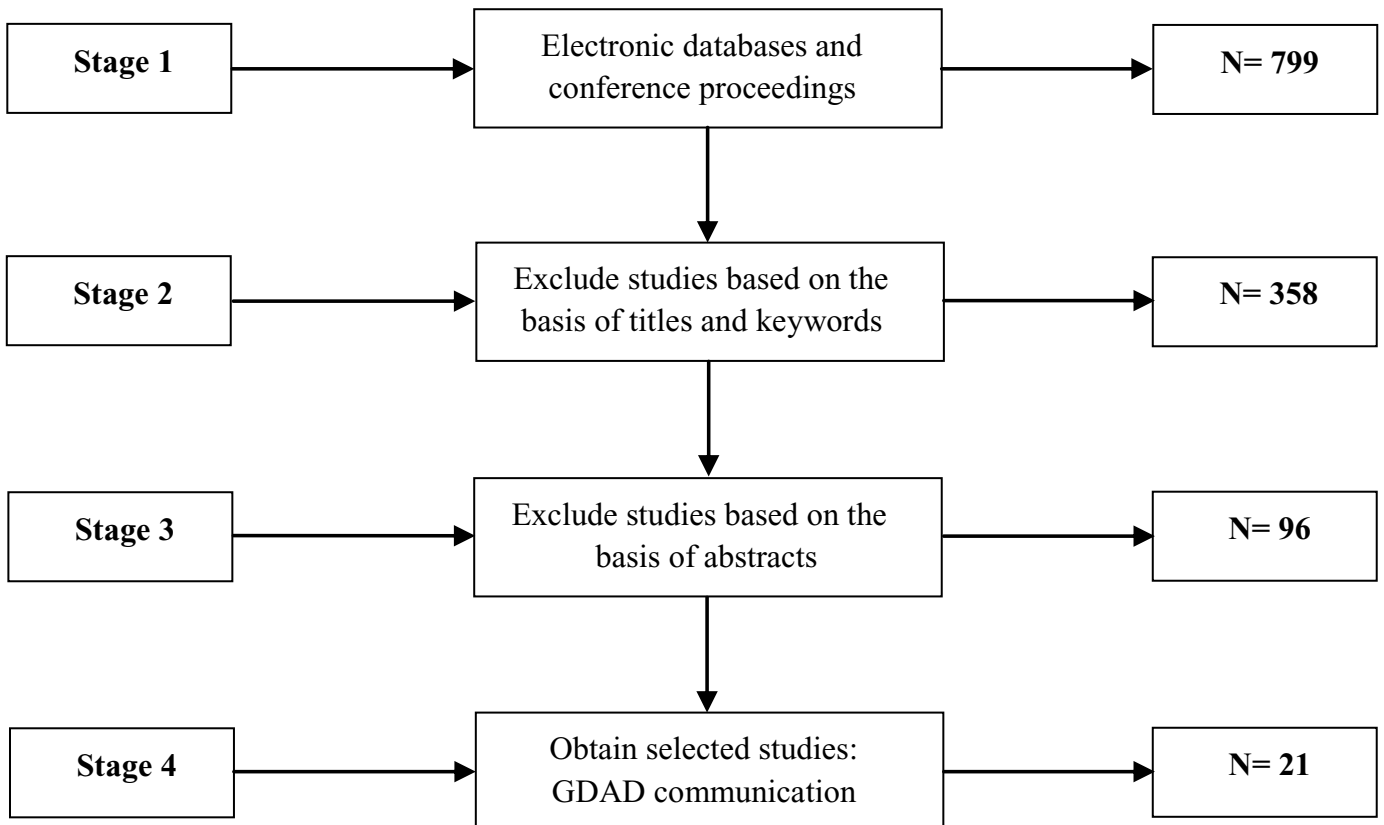 Stage 1
Electronic databases and
conference proceedings
N= 799
Stage 2
Exclude studies based on the
basis of titles and keywords
N= 358
Stage 3
Exclude studies based on the
basis of abstracts
N= 96
Stage 4
Obtain selected studies:
GDAD communication
N= 21